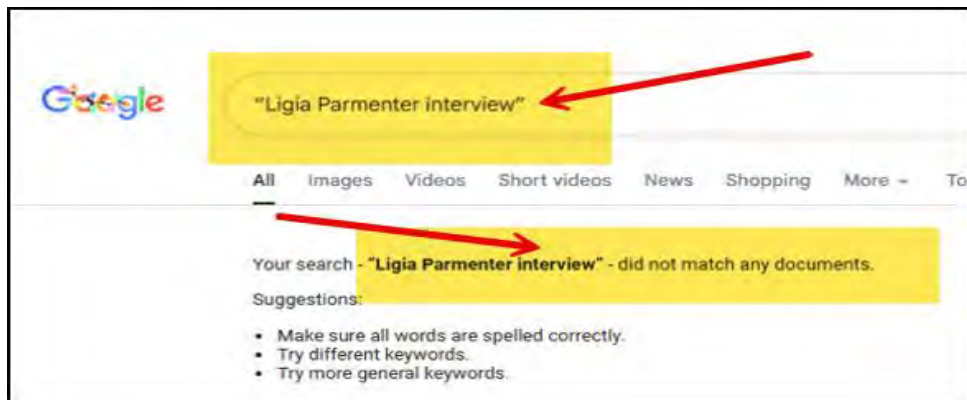 Google
“Ligia Parmenter interview”
All Images Videos Short videos News Shopping More To
Your search - "Ligia Parmenter interview" - did not match any documents.
Suggestions:
• Make sure all words are spelled correctly.
• Try different keywords.
• Try more general keywords.